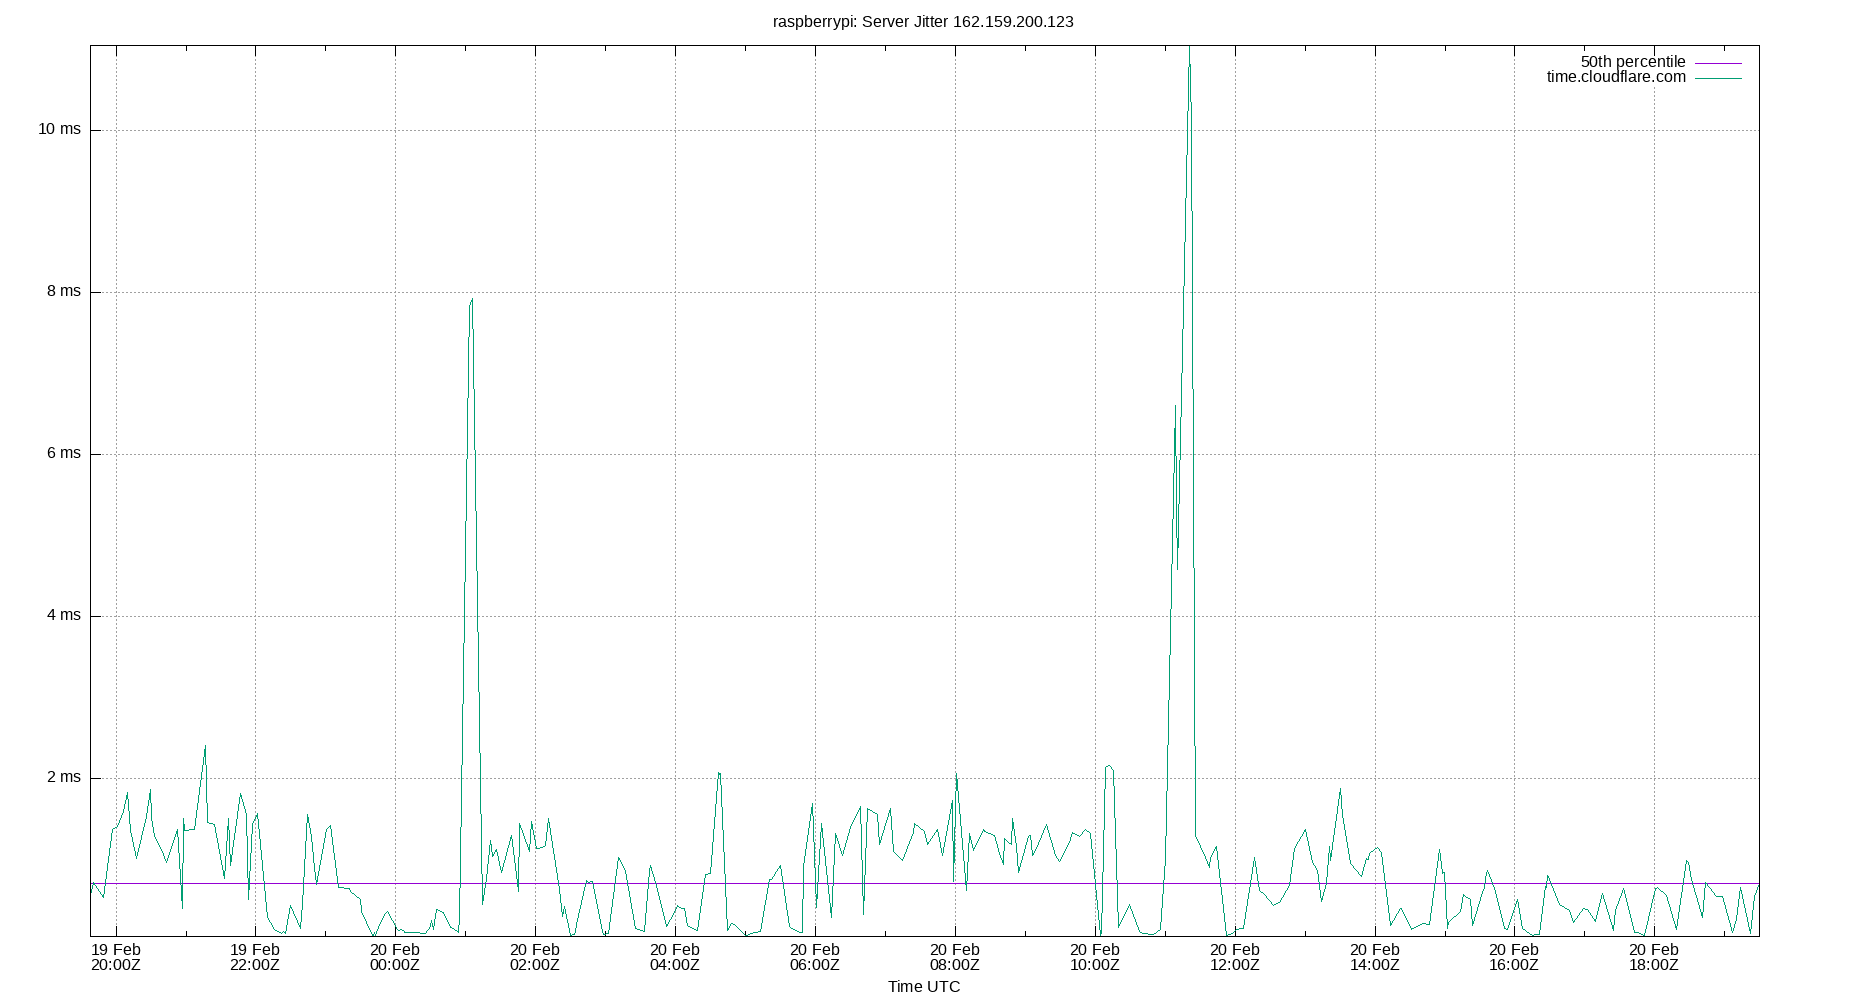 raspberrypi: Server Jitter 162.159.200.123
50th percentile
time.cloudflare.com
10 ms
8 ms
6 ms
4 ms
2 ms
19 Feb 19 Feb 20 Feb 20 Feb 20 Feb 20 Feb 20 Feb 20 Feb 20 Feb 20 Feb 20 Feb 20 Feb
20:00Z 22:00Z 00:00Z 02:00Z 04:00Z 06:00Z 08:00Z 10:00Z 12:00Z 14:00Z 16:00Z 18:00Z
Time UTC